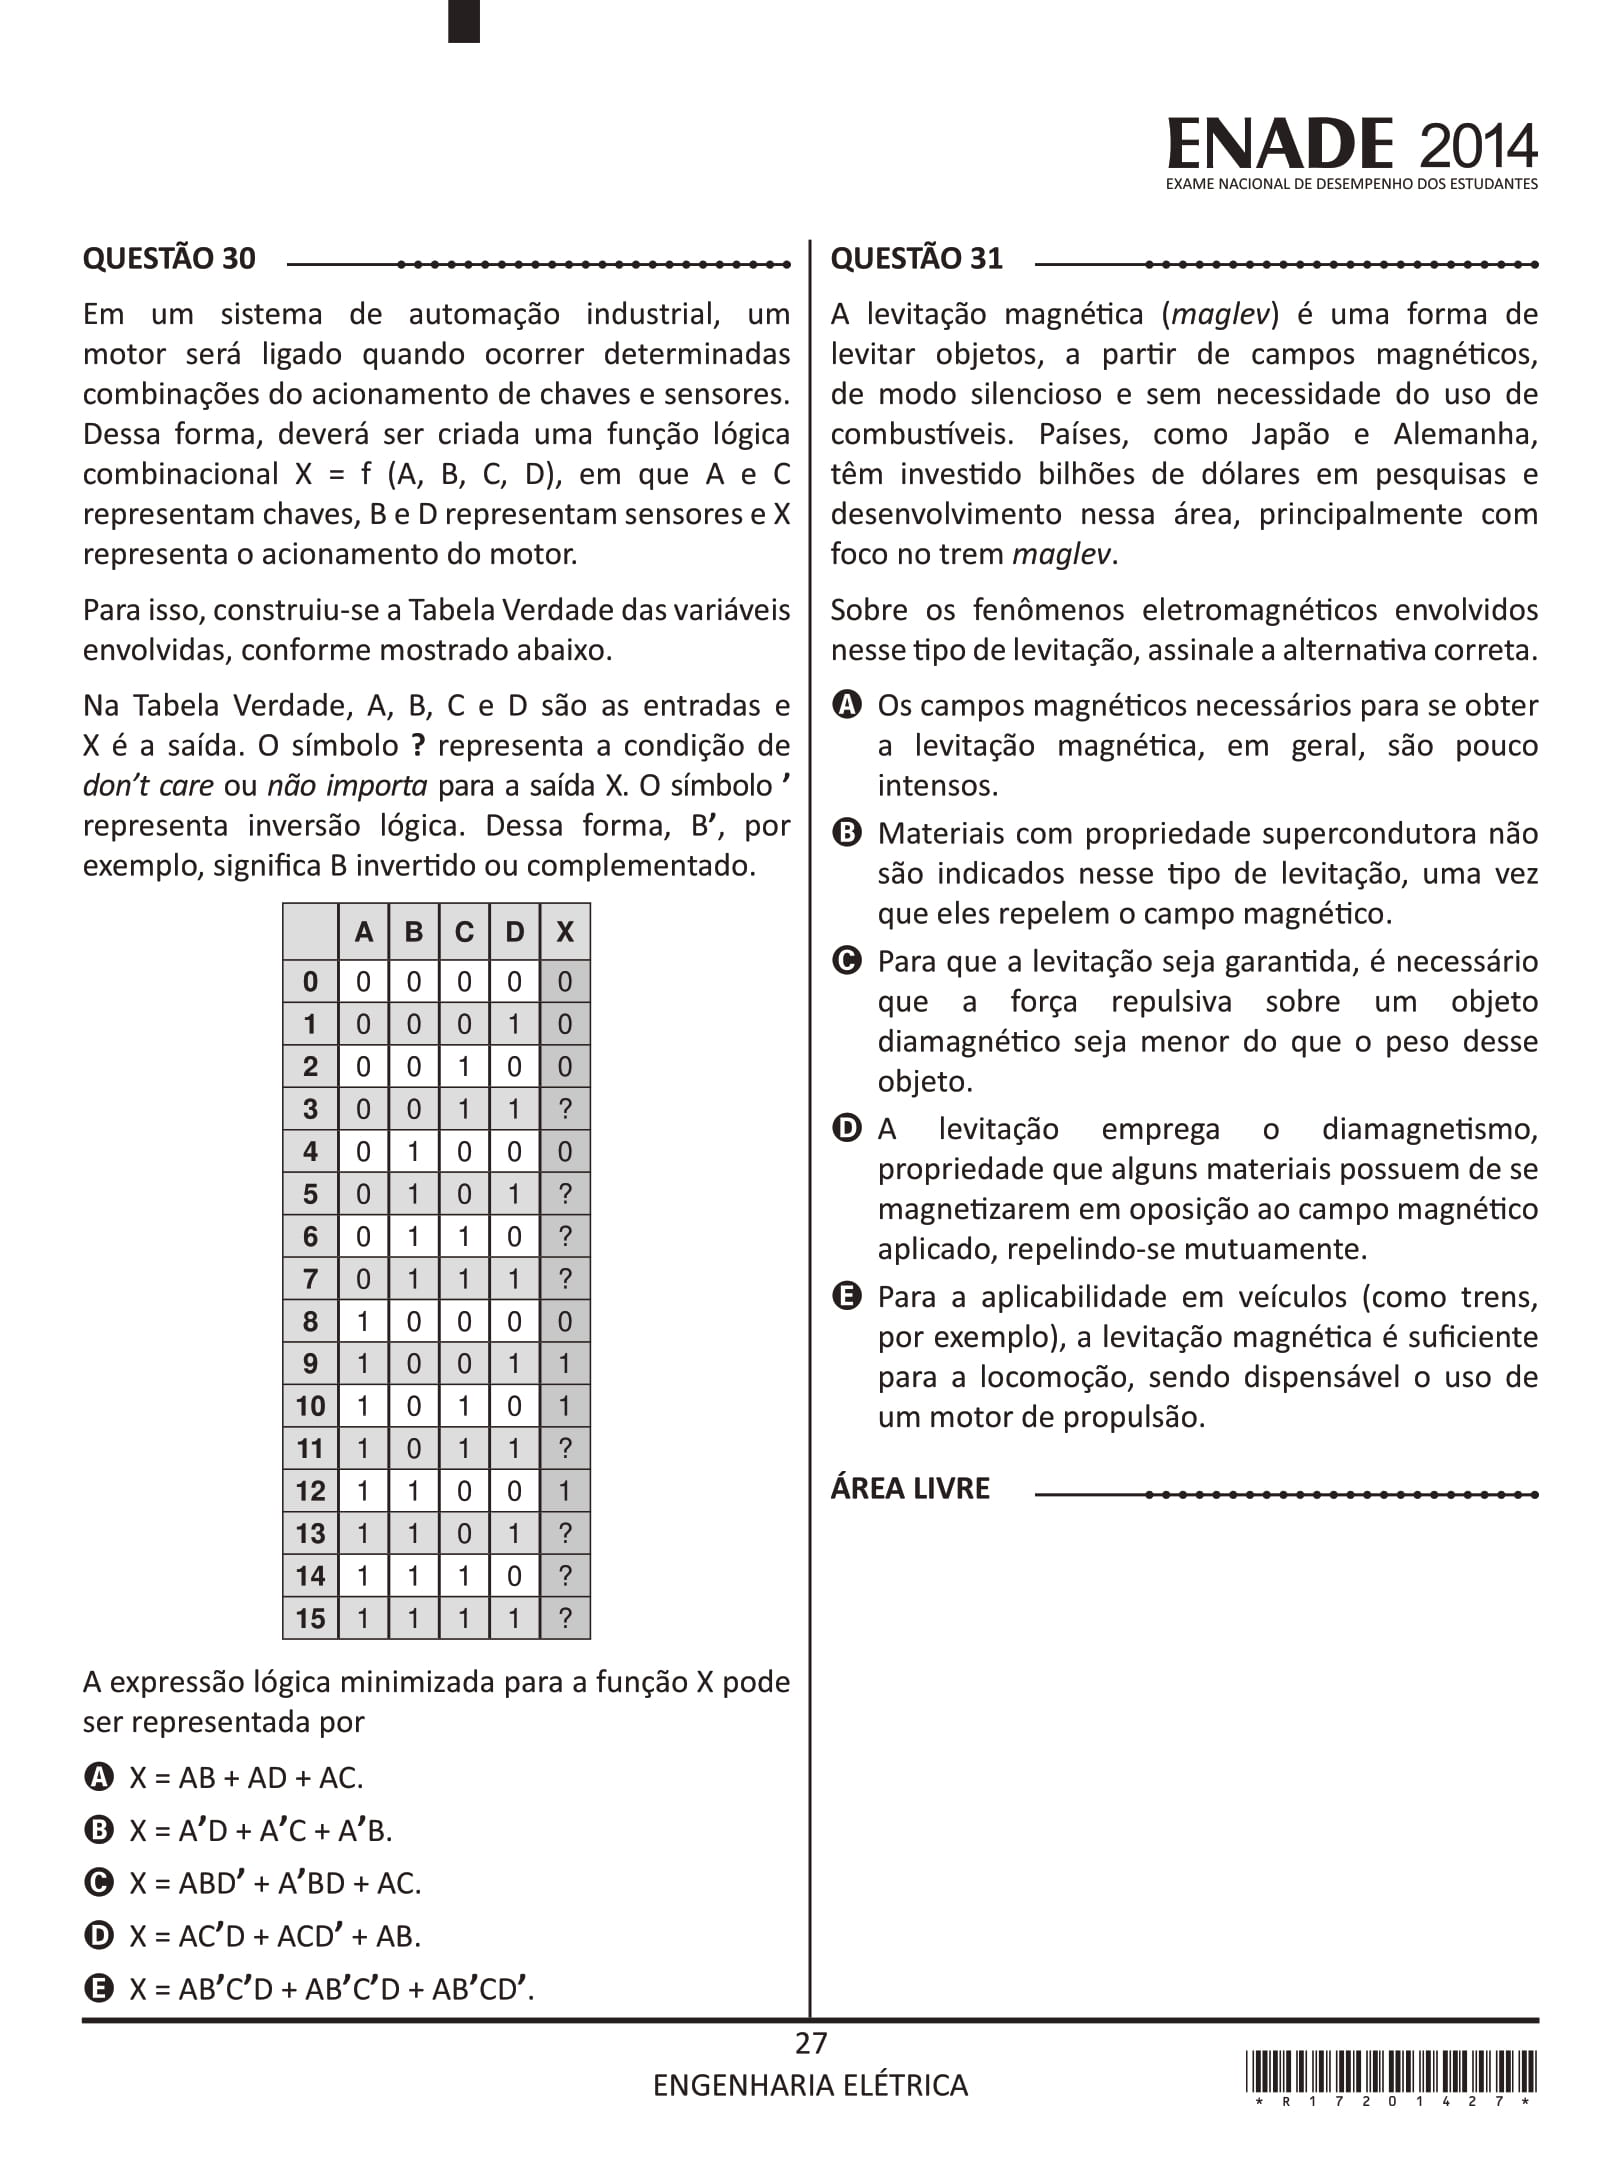 ENADE 2014
EXAME NACIONAL DE DESEMPENHO DOS ESTUDANTES
QUESTÃO 30
Em um sistema de automação industrial, um
motor será ligado quando ocorrer determinadas
combinações do acionamento de chaves e sensores.
Dessa forma, deverá ser criada uma função lógica
combinacional X = f (A, B, C, D), em que A e C
representam chaves, B e D representam sensores e X
representa o acionamento do motor.
Para isso, construiu-se a Tabela Verdade das variáveis
envolvidas, conforme mostrado abaixo.
Na Tabela Verdade, A, B, C e D são as entradas e
X é a saída. O símbolo ? representa a condição de
don’t care ou não importa para a saída X. O símbolo ’
representa inversão lógica. Dessa forma, B’, por
exemplo, significa B invertido ou complementado.
A B C D X
0 0 0 0 0 0
1 0 0 0 1 0
2 0 0 1 0 0
3 0 0 1 1 ?
4 0 1 0 0 0
5 0 1 0 1 ?
6 0 1 1 0 ?
7 0 1 1 1 ?
8 1 0 0 0 0
9 1 0 0 1 1
10 1 0 1 0 1
11 1 0 1 1 ?
12 1 1 0 0 1
13 1 1 0 1 ?
14 1 1 1 0 ?
15 1 1 1 1 ?
A expressão lógica minimizada para a função X pode
ser representada por
A X = AB + AD + AC.
B X = A’D + A’C + A’B.
C X = ABD’ + A’BD + AC.
D X = AC’D + ACD’ + AB.
E X = AB’C’D + AB’C’D + AB’CD’.
QUESTÃO 31
A levitação magnética (maglev) é uma forma de
levitar objetos, a partir de campos magnéticos,
de modo silencioso e sem necessidade do uso de
combustíveis. Países, como Japão e Alemanha,
têm investido bilhões de dólares em pesquisas e
desenvolvimento nessa área, principalmente com
foco no trem maglev.
Sobre os fenômenos eletromagnéticos envolvidos
nesse tipo de levitação, assinale a alternativa correta.
A Os campos magnéticos necessários para se obter
a levitação magnética, em geral, são pouco
intensos.
B Materiais com propriedade supercondutora não
são indicados nesse tipo de levitação, uma vez
que eles repelem o campo magnético.
C Para que a levitação seja garantida, é necessário
que a força repulsiva sobre um objeto
diamagnético seja menor do que o peso desse
objeto.
D A levitação emprega o diamagnetismo,
propriedade que alguns materiais possuem de se
magnetizarem em oposição ao campo magnético
aplicado, repelindo-se mutuamente.
E Para a aplicabilidade em veículos (como trens,
por exemplo), a levitação magnética é suficiente
para a locomoção, sendo dispensável o uso de
um motor de propulsão.
ÁREA LIVRE
27
ENGENHARIA ELÉTRICA
*R17201427*